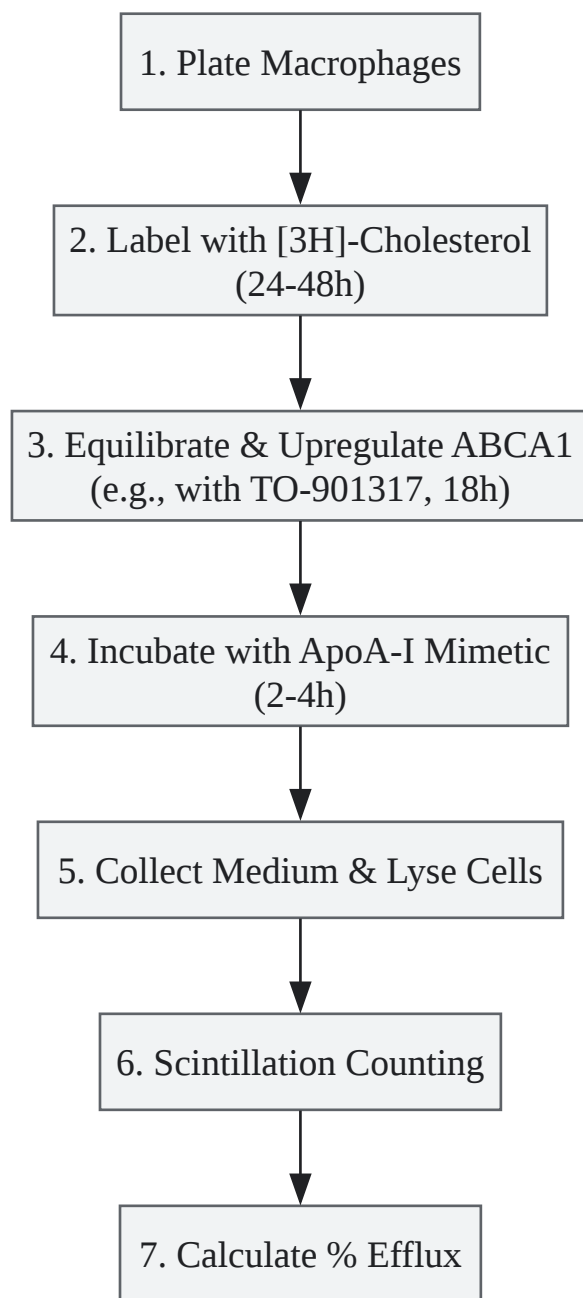 1. Plate Macrophages
2. Label with [3H]-Cholesterol
(24-48h)
3. Equilibrate & Upregulate ABCA1
(e.g., with TO-901317, 18h)
4. Incubate with ApoA-I Mimetic
(2-4h)
5. Collect Medium & Lyse Cells
6. Scintillation Counting
7. Calculate % Efflux